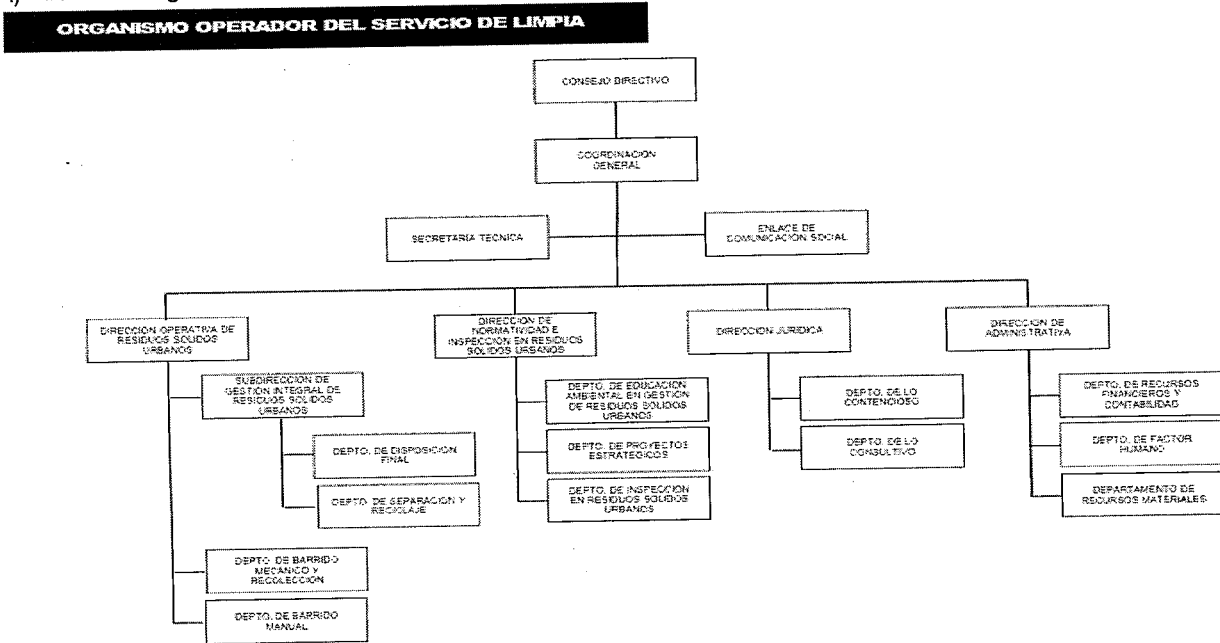 ORGANISMO OPERADOR DEL SERVICIO DE LIMPIA
CONSEJO DIRECTIVO
COORDINACION
GENERAL
SECRETARIA TECNICA
ENLACE DE
COMUNICACION SOCIAL
DIRECCION OPERATIVA DE
RESIDUOS SOLIDOS
URBANOS
DIRECCION DE
NORMATIVIDAD E
INSPECCION EN RESIDUOS
SOLIDOS URBANOS
DIRECCION JURIDICA
DIRECCION DE
ADMINISTRATIVA
SUBDIRECCION DE
GESTION INTEGRAL DE
RESIDUOS SOLIDOS
URBANOS
DEPTO. DE DISPOSICION
FINAL
DEPTO. DE SEPARACION Y
RECICLAJE
DEPTO. DE BARRIDO
MECANICO Y
RECOLECCION
DEPTO. DE BARRIDO
MANUAL
DEPTO. DE EDUCACION
AMBIENTAL EN GESTION
DE RESIDUOS SOLIDOS
URBANOS
DEPTO. DE PROYECTOS
ESTRATEGICOS
DEPTO. DE INSPECCION
EN RESIDUOS SOLIDOS
URBANOS
DEPTO. DE LO
CONTENCIOSO
DEPTO. DE LO
CONSULTIVO
DEPTO. DE RECURSOS
FINANCIEROS Y
CONTABILIDAD
DEPTO. DE FACTOR
HUMANO
DEPARTAMENTO DE
RECURSOS MATERIALES